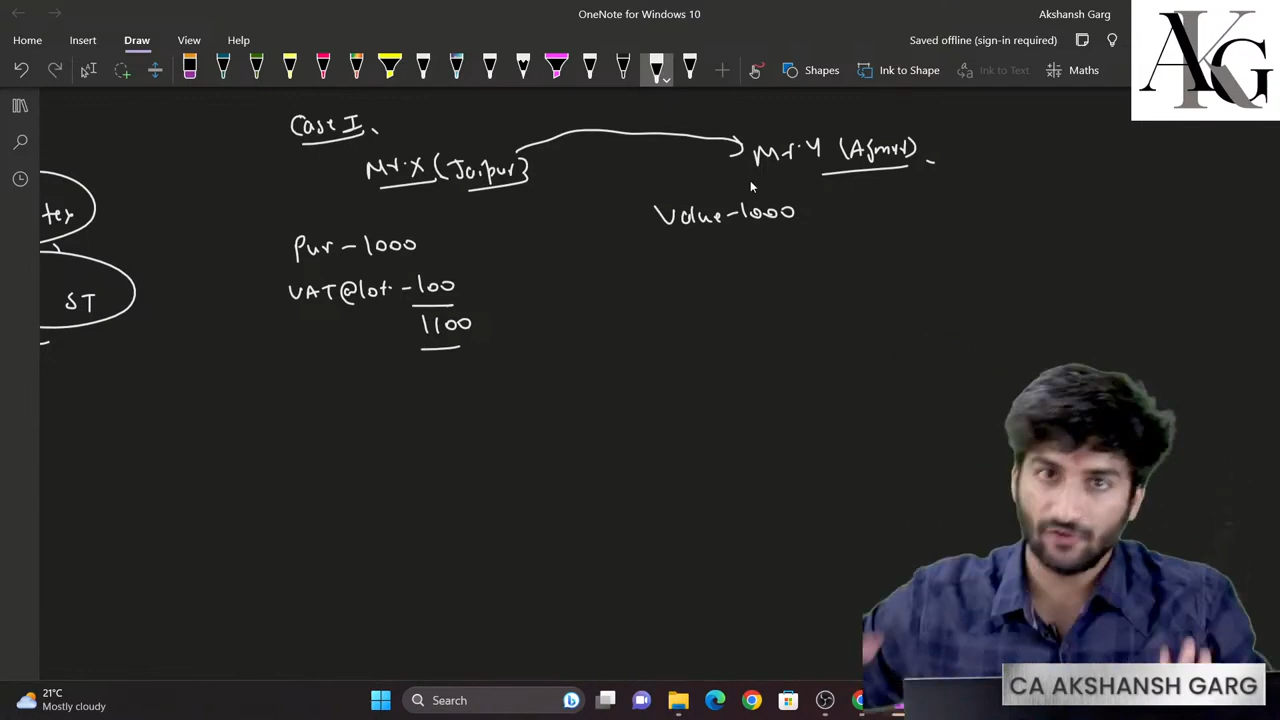 OneNote for Windows 10
Akshansh Garg
Home Insert Draw View Help
Saved offline (sign-in required)
Shapes
Ink to Shape
Ink to Text
Maths
AKG
Case I
Mr. X (Jaipur)
Mr. Y (Ajmer)
Value - 1000
Pur - 1000
VAT@10% - 100
1100
tex
ST
CA AKSHANSH GARG
21°C
Mostly cloudy
Search